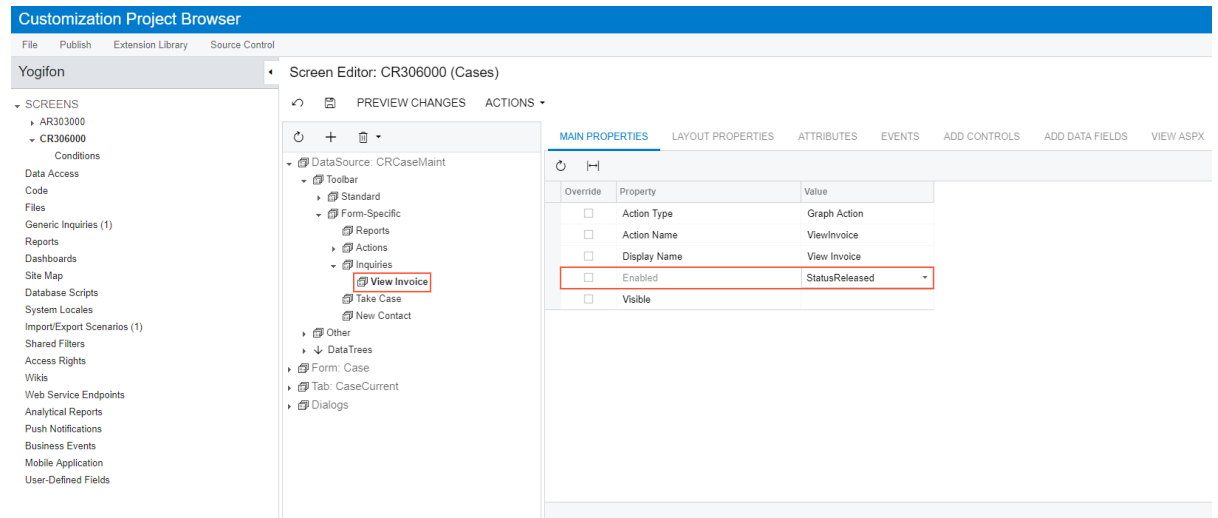 Customization Project Browser
File Publish Extension Library Source Control
Yogifon
SCREENS
AR303000
CR306000
Conditions
Data Access
Code
Files
Generic Inquiries (1)
Reports
Dashboards
Site Map
Database Scripts
System Locales
Import/Export Scenarios (1)
Shared Filters
Access Rights
Wikis
Web Service Endpoints
Analytical Reports
Push Notifications
Business Events
Mobile Application
User-Defined Fields
Screen Editor: CR306000 (Cases)
PREVIEW CHANGES ACTIONS
DataSource: CRCaseMaint
Toolbar
Standard
Form-Specific
Reports
Actions
Inquiries
View Invoice
Take Case
New Contact
Other
DataTrees
Form: Case
Tab: CaseCurrent
Dialogs
MAIN PROPERTIES LAYOUT PROPERTIES ATTRIBUTES EVENTS ADD CONTROLS ADD DATA FIELDS VIEW ASPX
Override Property Value
Action Type Graph Action
Action Name ViewInvoice
Display Name View Invoice
Enabled StatusReleased
Visible